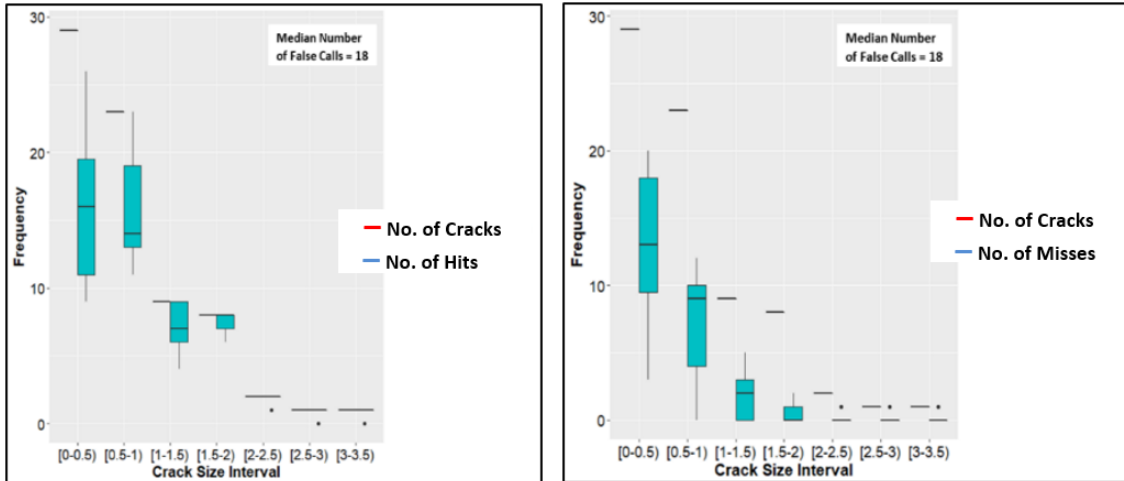 30
20
10
0
Frequency
Median Number
of False Calls = 18
No. of Cracks
No. of Hits
[0-0.5) [0.5-1) [1-1.5) [1.5-2) [2-2.5) [2.5-3) [3-3.5)
Crack Size Interval
30
20
10
0
Frequency
Median Number
of False Calls = 18
No. of Cracks
No. of Misses
[0-0.5) [0.5-1) [1-1.5) [1.5-2) [2-2.5) [2.5-3) [3-3.5)
Crack Size Interval